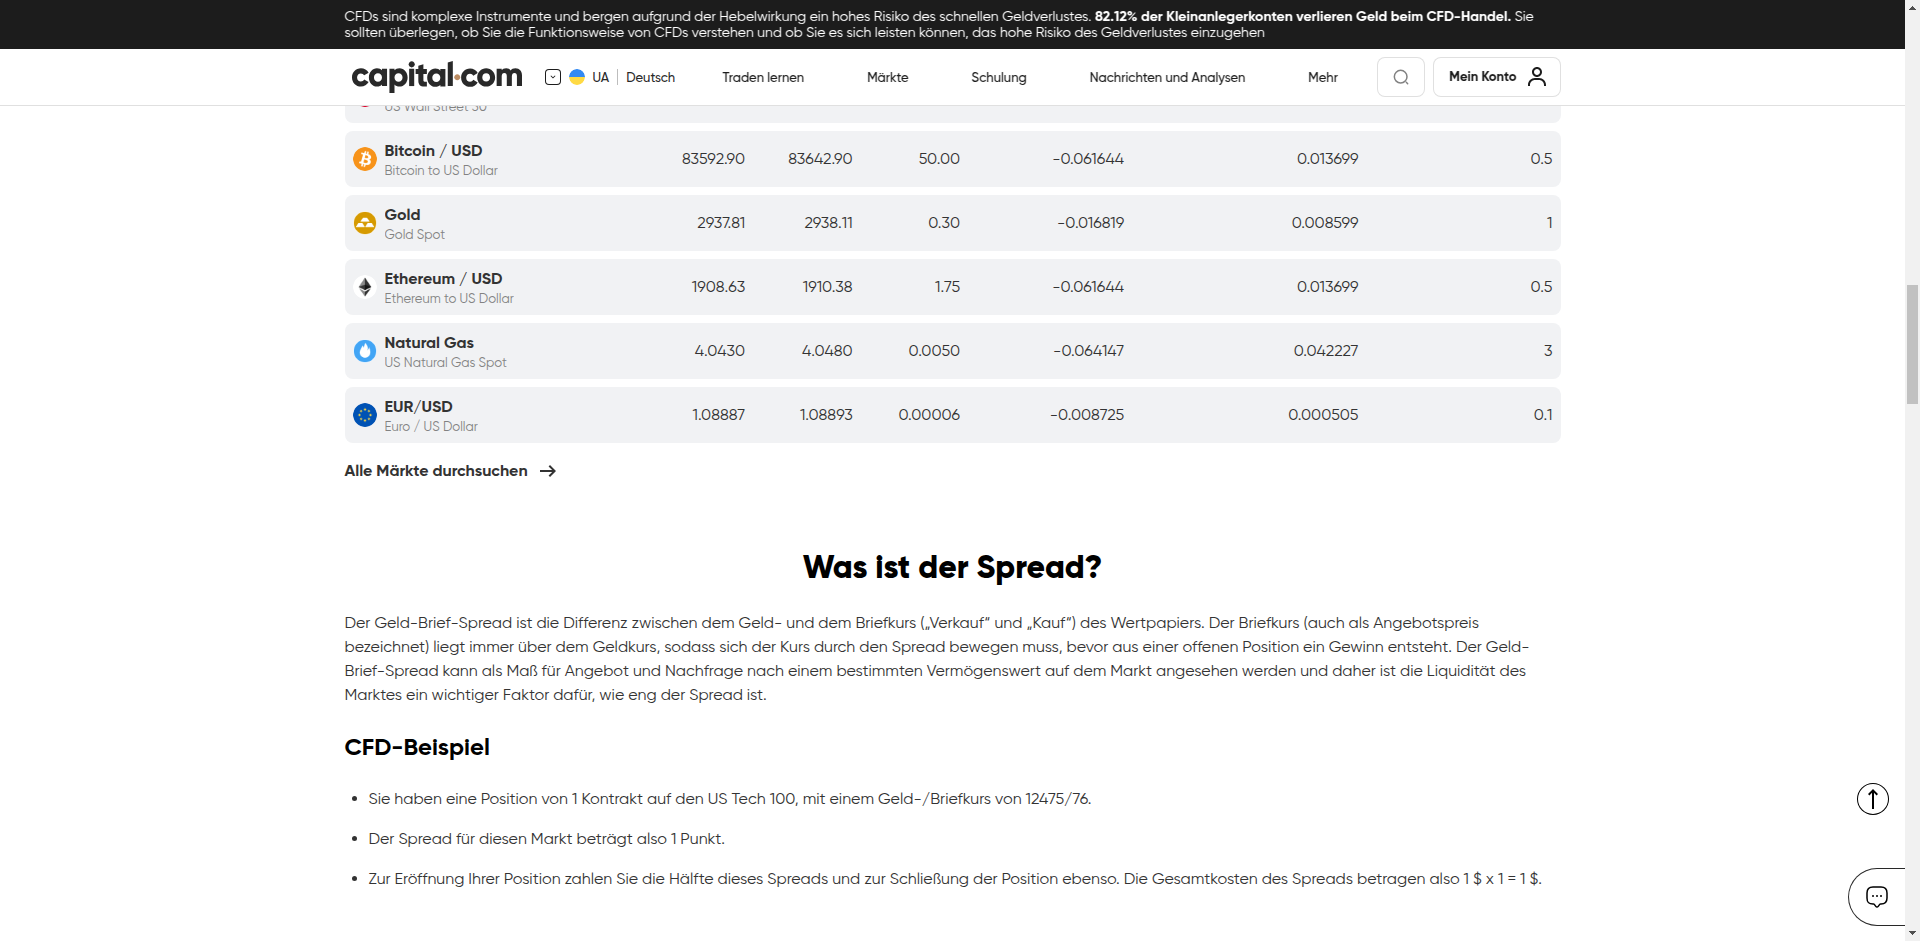 CFDs sind komplexe Instrumente und bergen aufgrund der Hebelwirkung ein hohes Risiko des schnellen Geldverlustes. 82.12% der Kleinanlegerkonten verlieren Geld beim CFD-Handel. Sie
sollten überlegen, ob Sie die Funktionsweise von CFDs verstehen und ob Sie es sich leisten können, das hohe Risiko des Geldverlustes einzugehen
capital.com UA Deutsch Traden lernen Märkte Schulung Nachrichten und Analysen Mehr Mein Konto
US Wall Street 30
Bitcoin / USD 83592.90 83642.90 50.00 -0.061644 0.013699 0.5
Bitcoin to US Dollar
Gold 2937.81 2938.11 0.30 -0.016819 0.008599 1
Gold Spot
Ethereum / USD 1908.63 1910.38 1.75 -0.061644 0.013699 0.5
Ethereum to US Dollar
Natural Gas 4.0430 4.0480 0.0050 -0.064147 0.042227 3
US Natural Gas Spot
EUR/USD 1.08887 1.08893 0.00006 -0.008725 0.000505 0.1
Euro / US Dollar
Alle Märkte durchsuchen
Was ist der Spread?
Der Geld-Brief-Spread ist die Differenz zwischen dem Geld- und dem Briefkurs („Verkauf“ und „Kauf“) des Wertpapiers. Der Briefkurs (auch als Angebotspreis
bezeichnet) liegt immer über dem Geldkurs, sodass sich der Kurs durch den Spread bewegen muss, bevor aus einer offenen Position ein Gewinn entsteht. Der Geld-
Brief-Spread kann als Maß für Angebot und Nachfrage nach einem bestimmten Vermögenswert auf dem Markt angesehen werden und daher ist die Liquidität des
Marktes ein wichtiger Faktor dafür, wie eng der Spread ist.
CFD-Beispiel
• Sie haben eine Position von 1 Kontrakt auf den US Tech 100, mit einem Geld-/Briefkurs von 12475/76.
• Der Spread für diesen Markt beträgt also 1 Punkt.
• Zur Eröffnung Ihrer Position zahlen Sie die Hälfte dieses Spreads und zur Schließung der Position ebenso. Die Gesamtkosten des Spreads betragen also 1 $ x 1 = 1 $.